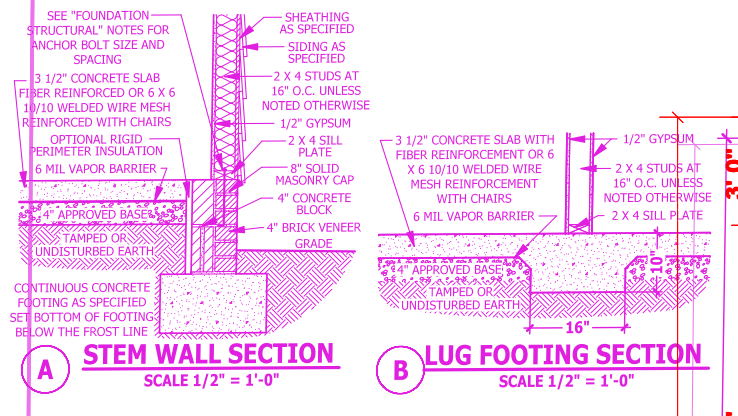 SEE "FOUNDATION
STRUCTURAL" NOTES FOR
ANCHOR BOLT SIZE AND
SPACING
3 1/2" CONCRETE SLAB
FIBER REINFORCED OR 6 X 6
10/10 WELDED WIRE MESH
REINFORCED WITH CHAIRS
OPTIONAL RIGID
PERIMETER INSULATION
6 MIL VAPOR BARRIER
4" APPROVED BASE
TAMPED OR
UNDISTURBED EARTH
CONTINUOUS CONCRETE
FOOTING AS SPECIFIED
SET BOTTOM OF FOOTING
BELOW THE FROST LINE
SHEATHING
AS SPECIFIED
SIDING AS
SPECIFIED
2 X 4 STUDS AT
16" O.C. UNLESS
NOTED OTHERWISE
1/2" GYPSUM
2 X 4 SILL
PLATE
8" SOLID
MASONRY CAP
4" CONCRETE
BLOCK
4" BRICK VENEER
GRADE
A
STEM WALL SECTION
SCALE 1/2" = 1'-0"
3 1/2" CONCRETE SLAB WITH
FIBER REINFORCEMENT OR 6
X 6 10/10 WELDED WIRE
MESH REINFORCEMENT
WITH CHAIRS
6 MIL VAPOR BARRIER
4" APPROVED BASE
TAMPED OR
UNDISTURBED EARTH
1/2" GYPSUM
2 X 4 STUDS AT
16" O.C. UNLESS
NOTED OTHERWISE
2 X 4 SILL PLATE
10"
16"
B
LUG FOOTING SECTION
SCALE 1/2" = 1'-0"
3'-0"